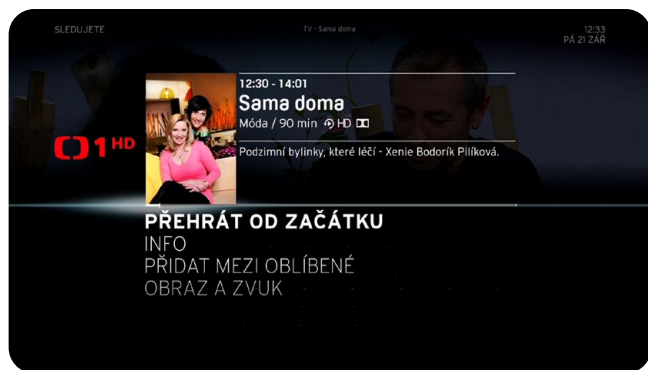 SLEDUJETE
TV - Sama doma
12:33
PÁ 21 ZÁŘ
12:30 - 14:01
Sama doma
Móda / 90 min HD
1 HD
Podzimní bylinky, které léčí - Xenie Bodorík Pilíková.
PŘEHRÁT OD ZAČÁTKU
INFO
PŘIDAT MEZI OBLÍBENÉ
OBRAZ A ZVUK